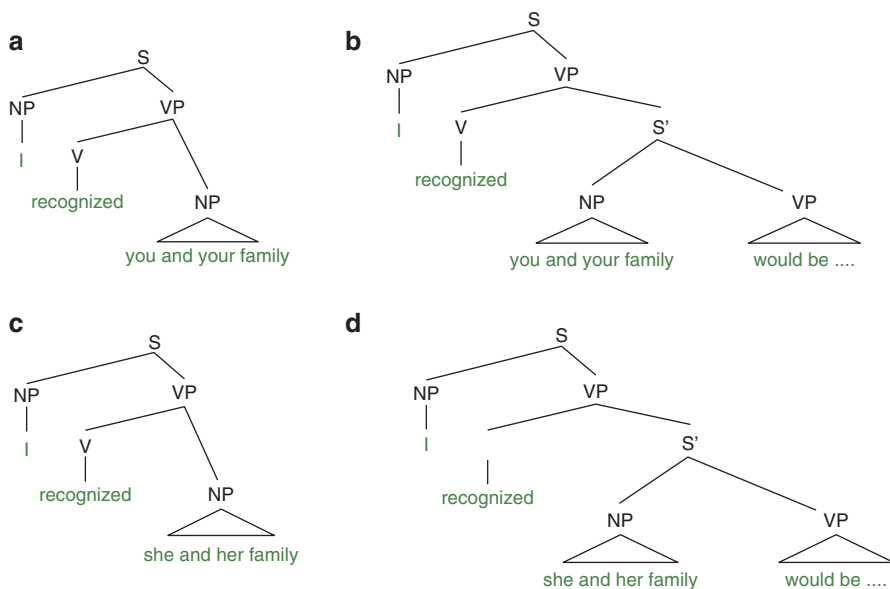 a
S
NP VP
I
V
recognized
NP
you and your family
b
S
NP VP
I
V S'
recognized
NP VP
you and your family would be ....
c
S
NP VP
I
V
recognized
NP
she and her family
d
S
NP VP
I
S'
recognized
NP VP
she and her family would be ....